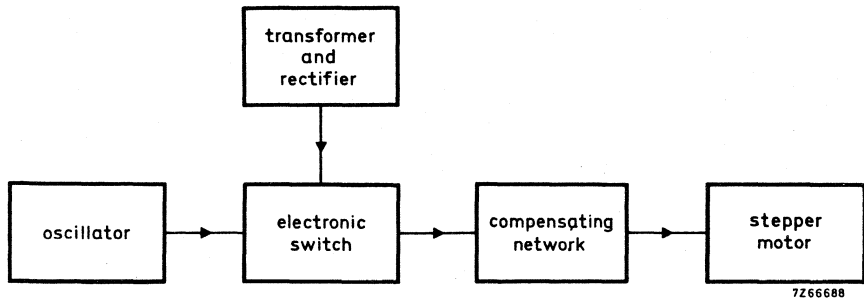 transformer
and
rectifier
oscillator
electronic
switch
compensating
network
stepper
motor
7Z66688